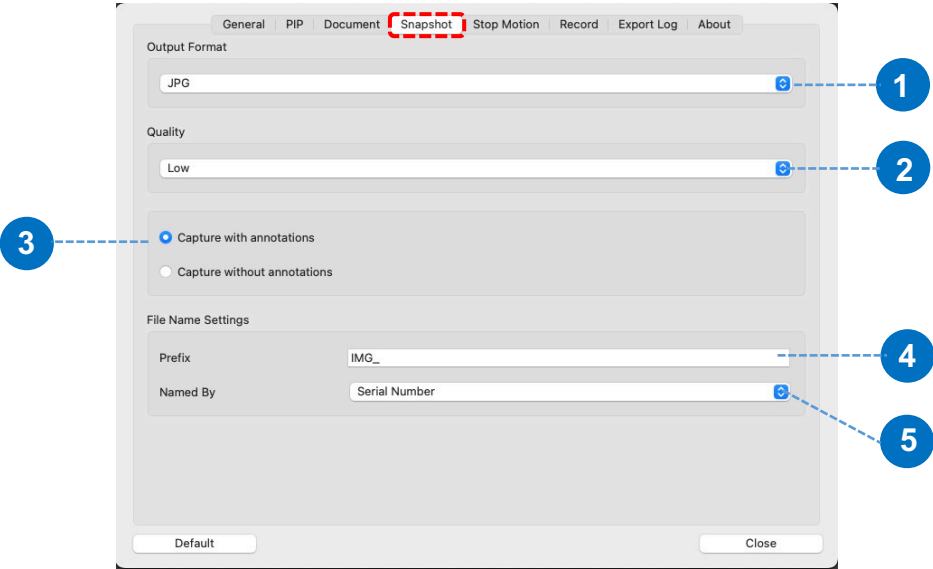 General PIP Document Snapshot Stop Motion Record Export Log About
Output Format
JPG
1
Quality
Low
2
3
Capture with annotations
Capture without annotations
File Name Settings
Prefix IMG_
4
Named By Serial Number
5
Default Close